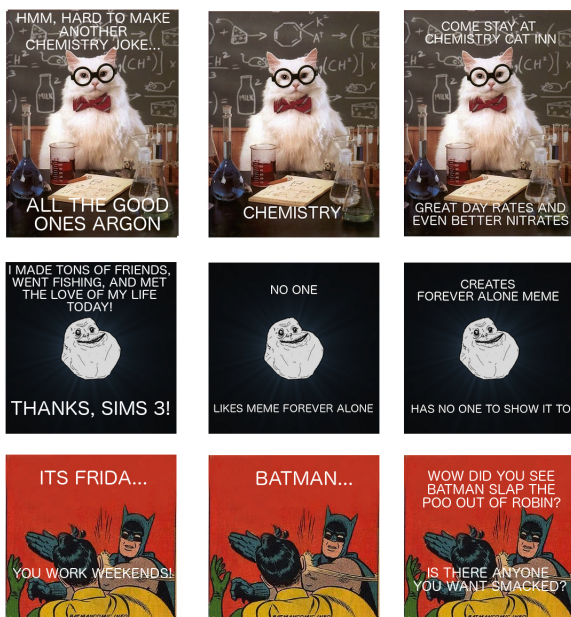 HMM, HARD TO MAKE
ANOTHER
CHEMISTRY JOKE...
ALL THE GOOD
ONES ARGON
CHEMISTRY
COME STAY AT
CHEMISTRY CAT INN
GREAT DAY RATES AND
EVEN BETTER NITRATES
I MADE TONS OF FRIENDS,
WENT FISHING, AND MET
THE LOVE OF MY LIFE
TODAY!
THANKS, SIMS 3!
NO ONE
LIKES MEME FOREVER ALONE
CREATES
FOREVER ALONE MEME
HAS NO ONE TO SHOW IT TO
ITS FRIDA...
YOU WORK WEEKENDS!
BATMAN...
WOW DID YOU SEE
BATMAN SLAP THE
POO OUT OF ROBIN?
IS THERE ANYONE
YOU WANT SMACKED?